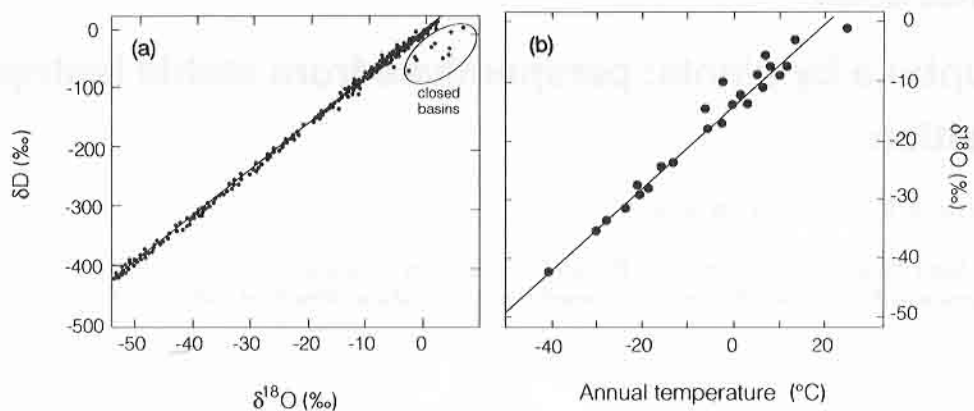 (a)
0
-100
-200
-300
-400
-500
δD (‰)
closed
basins
-50 -40 -30 -20 -10 0
δ¹⁸O (‰)
(b)
0
-10
-20
-30
-40
-50
δ¹⁸O (‰)
-40 -20 0 20
Annual temperature (°C)